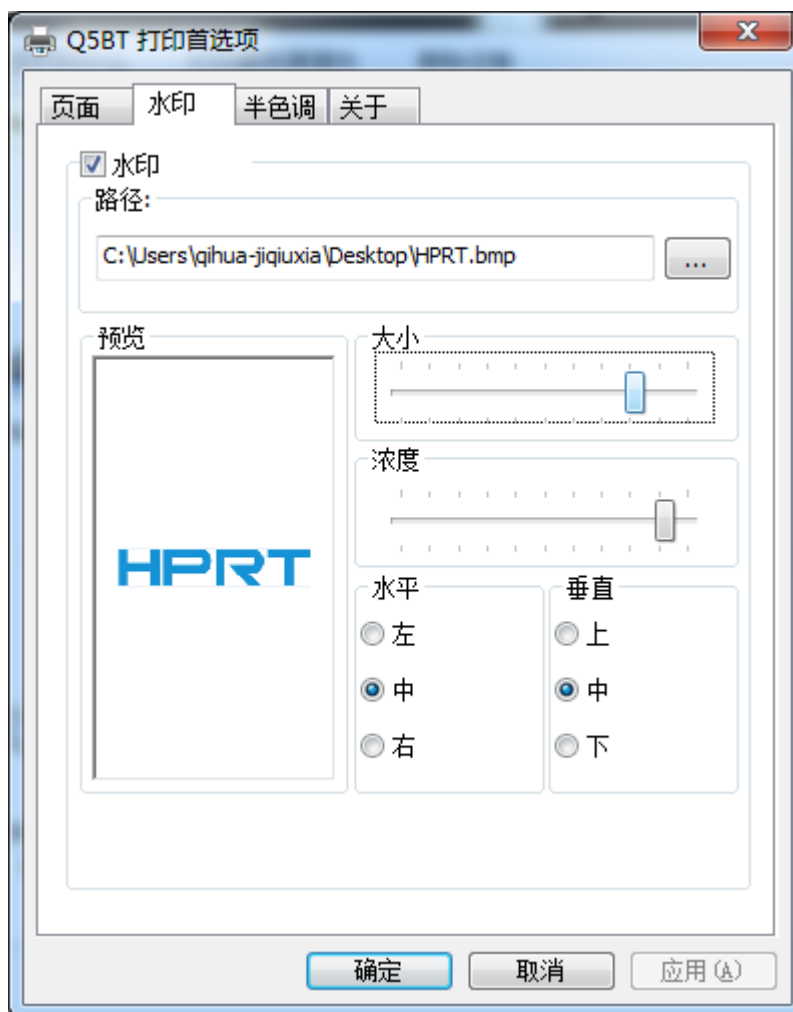 Q5BT 打印首选项
页面 水印 半色调 关于
水印
路径:
C:\Users\qihua-jiqiuxia\Desktop\HPRT.bmp ...
预览
HPRT
大小
浓度
水平
左
中
右
垂直
上
中
下
确定 取消 应用(A)